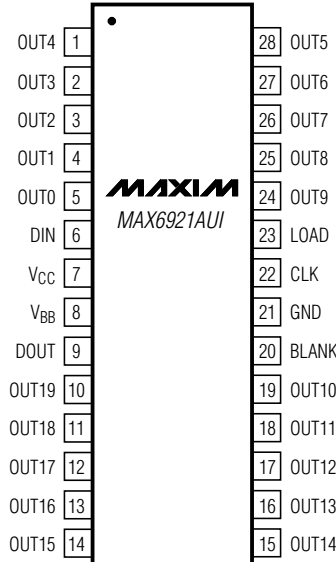 OUT4 1 28 OUT5
OUT3 2 27 OUT6
OUT2 3 26 OUT7
OUT1 4 25 OUT8
OUT0 5 MAXIM 24 OUT9
DIN 6 MAX6921AUI 23 LOAD
VCC 7 22 CLK
VBB 8 21 GND
DOUT 9 20 BLANK
OUT19 10 19 OUT10
OUT18 11 18 OUT11
OUT17 12 17 OUT12
OUT16 13 16 OUT13
OUT15 14 15 OUT14